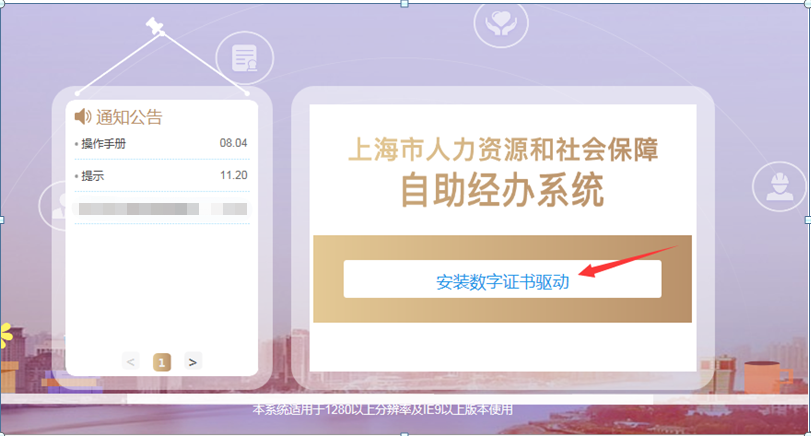 通知公告
操作手册 08.04
提示 11.20
< 1 >
上海市人力资源和社会保障
自助经办系统
安装数字证书驱动
本系统适用于1280以上分辨率及IE9以上版本使用